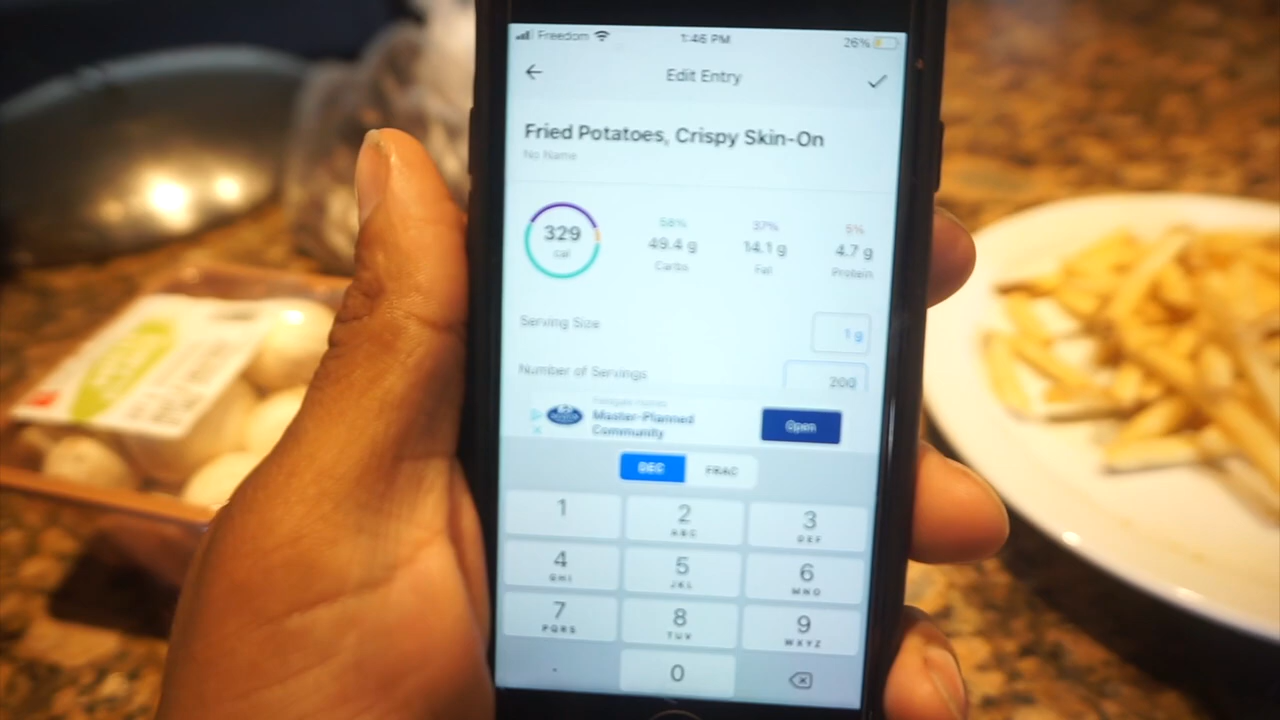 Freedom 1:46 PM 26%
Edit Entry
Fried Potatoes, Crispy Skin-On
No Name
329
cal
58%
49.4 g
Carbs
37%
14.1 g
Fat
5%
4.7 g
Protein
Serving Size 1 g
Number of Servings 200
Master-Planned
Community
Open
DEC FRAC
1
2 ABC
3 DEF
4 GHI
5 JKL
6 MNO
7 PQRS
8 TUV
9 WXYZ
.
0